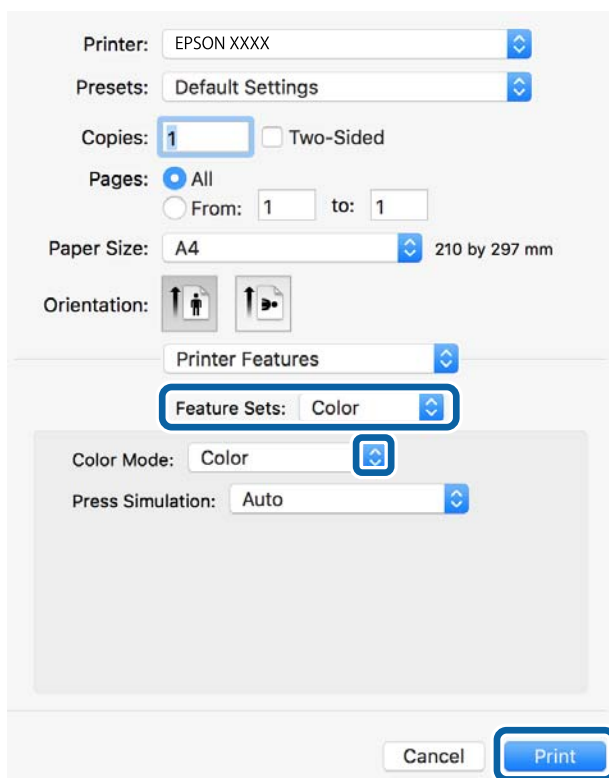 Printer: EPSON XXXX
Presets: Default Settings
Copies: 1 Two-Sided
Pages: All
From: 1 to: 1
Paper Size: A4 210 by 297 mm
Orientation:
Printer Features
Feature Sets: Color
Color Mode: Color
Press Simulation: Auto
Cancel Print